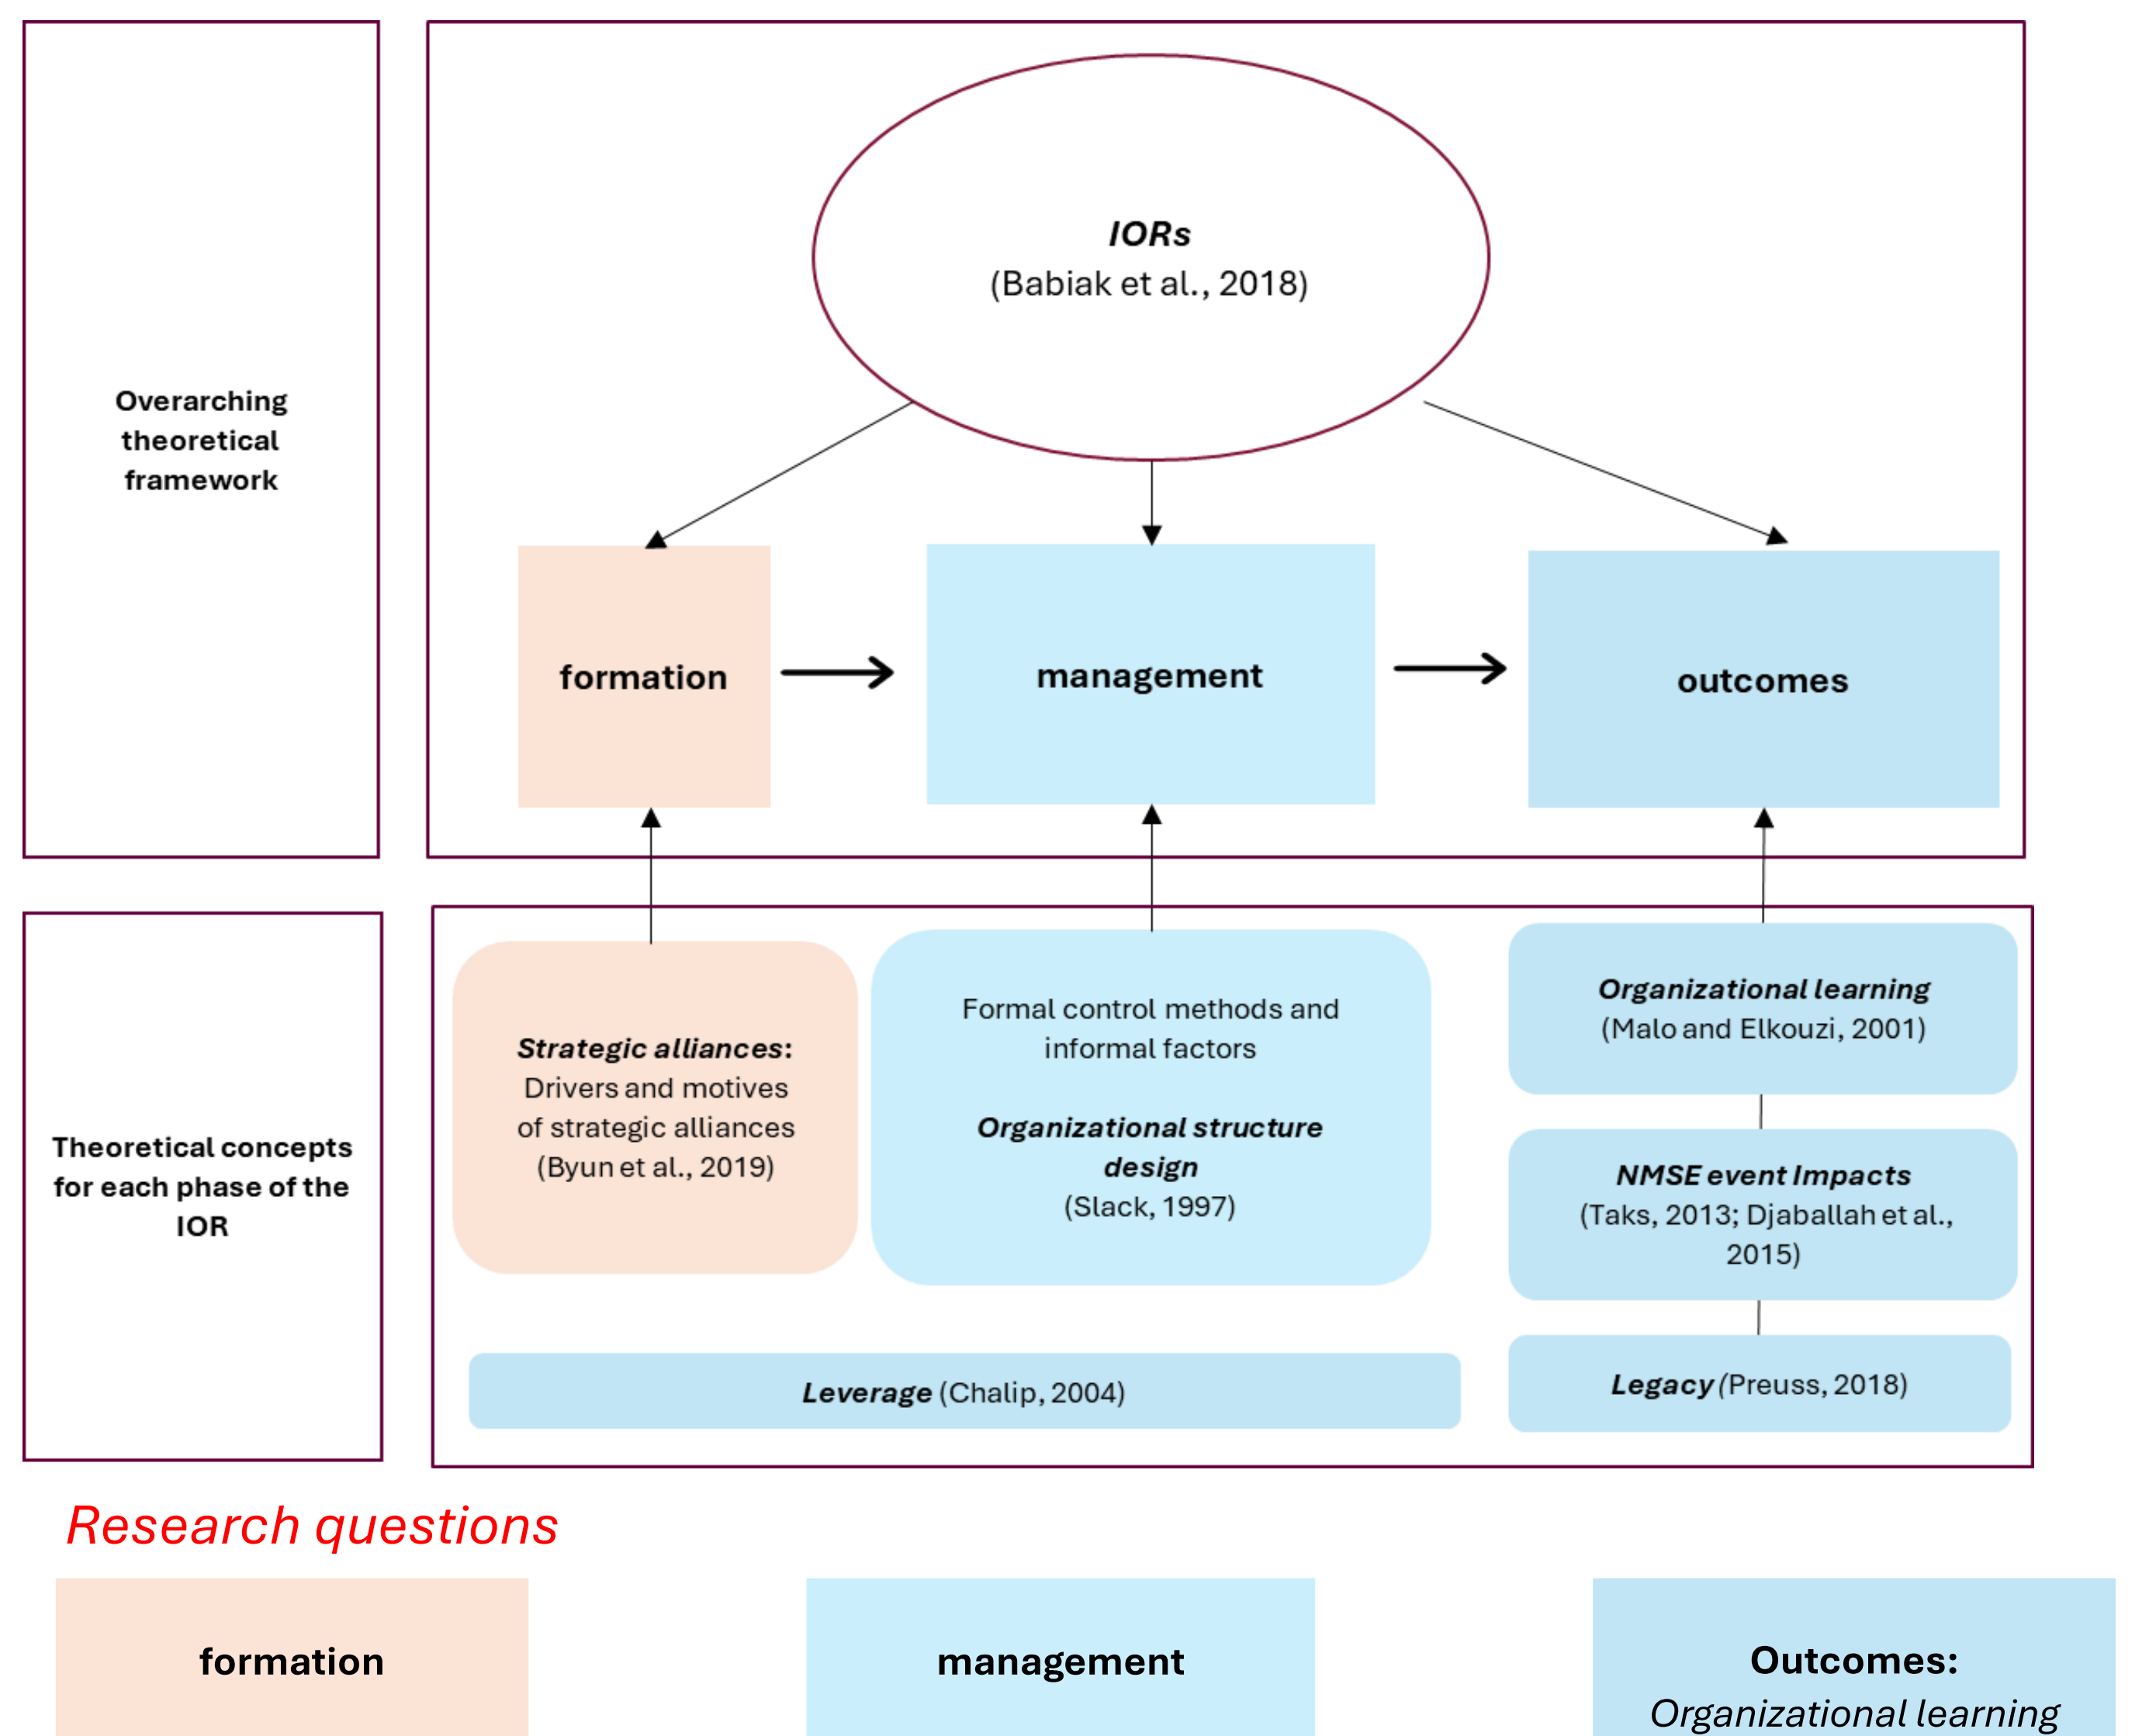 Overarching
theoretical
framework
IORs
(Babiak et al., 2018)
formation
management
outcomes
Theoretical concepts
for each phase of the
IOR
Strategic alliances:
Drivers and motives
of strategic alliances
(Byun et al., 2019)
Formal control methods and
informal factors
Organizational structure
design
(Slack, 1997)
Organizational learning
(Malo and Elkouzi, 2001)
NMSE event Impacts
(Taks, 2013; Djaballah et al.,
2015)
Leverage (Chalip, 2004)
Legacy (Preuss, 2018)
Research questions
formation
management
Outcomes:
Organizational learning